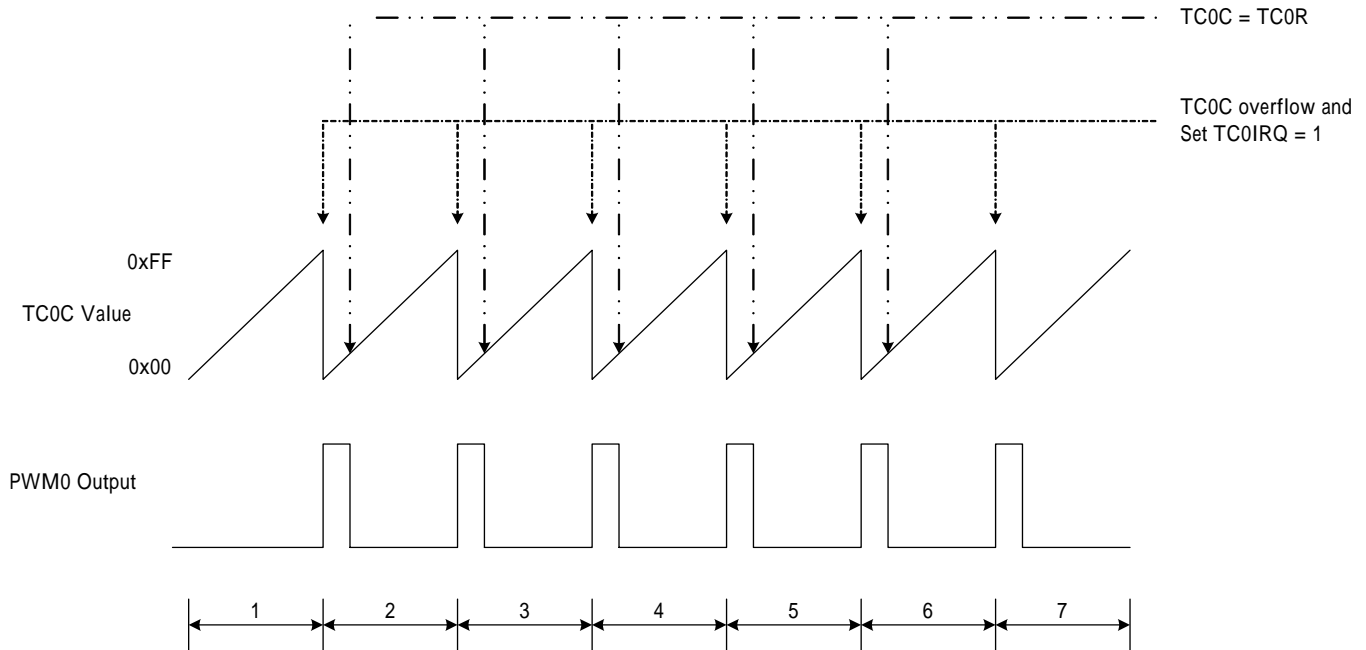 TC0C = TC0R
TC0C overflow and
Set TC0IRQ = 1
0xFF
TC0C Value
0x00
PWM0 Output
1 2 3 4 5 6 7